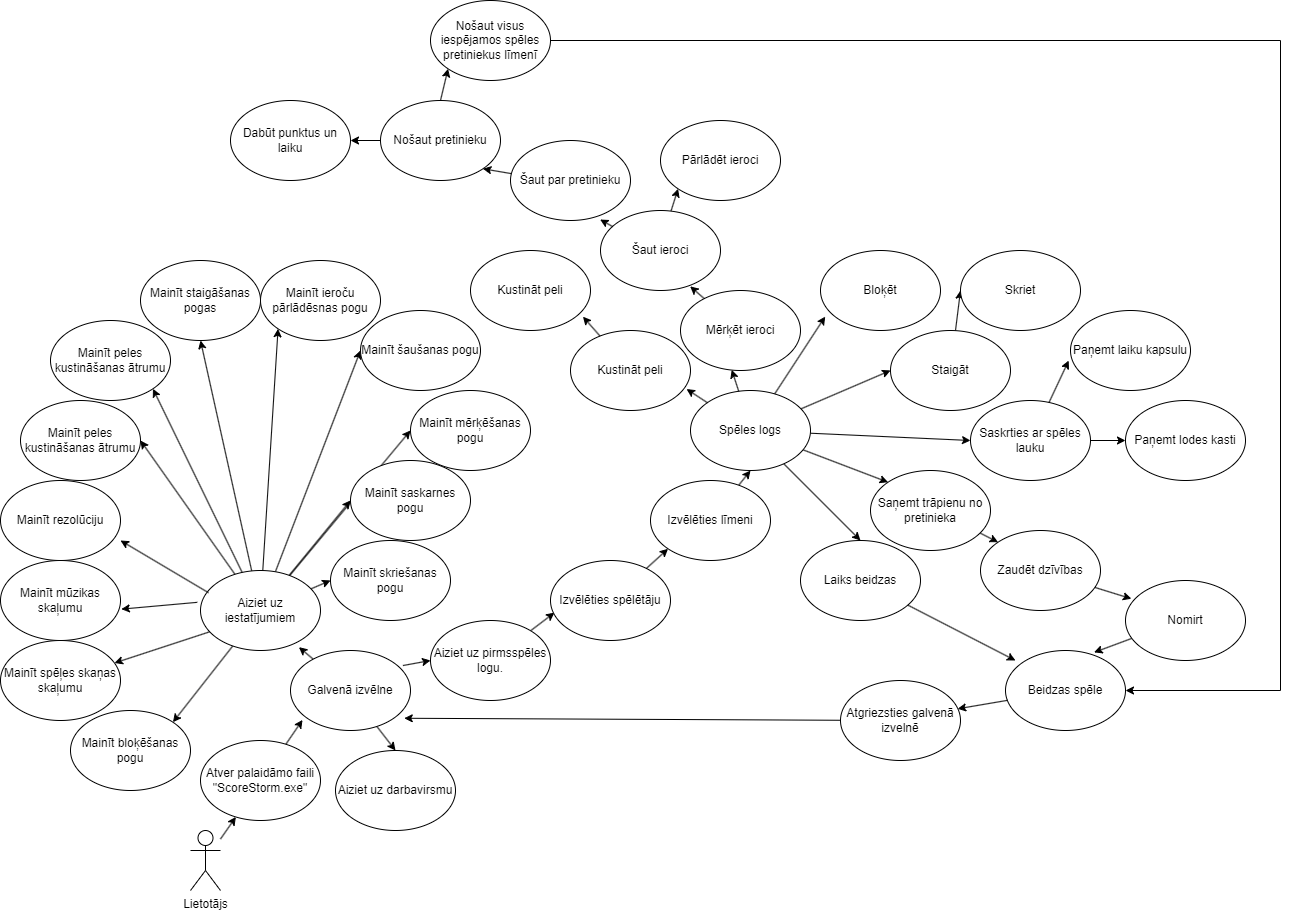 Nošaut visus
iespējamos spēles
pretiniekus līmenī
Dabūt punktus un
laiku
Nošaut pretinieku
Šaut par pretinieku
Pārlādēt ieroci
Šaut ieroci
Kustināt peli
Mērķēt ieroci
Bloķēt
Skriet
Mainīt staigāšanas
pogas
Mainīt ieroču
pārlādēsnas pogu
Mainīt šaušanas pogu
Mainīt peles
kustināšanas ātrumu
Kustināt peli
Staigāt
Paņemt laiku kapsulu
Mainīt peles
kustināšanas ātrumu
Mainīt mērķēšanas
pogu
Spēles logs
Saskrties ar spēles
lauku
Paņemt lodes kasti
Mainīt rezolūciju
Mainīt saskarnes
pogu
Izvēlēties līmeni
Saņemt trāpienu no
pretinieka
Mainīt mūzikas
skaļumu
Aiziet uz
iestatījumiem
Mainīt skriešanas
pogu
Izvēlēties spēlētāju
Laiks beidzas
Zaudēt dzīvības
Nomirt
Mainīt spēļes skaņas
skaļumu
Galvenā izvēlne
Aiziet uz pirmsspēles
logu.
Beidzas spēle
Mainīt bloķēšanas
pogu
Atgriezsties galvenā
izvelnē
Atver palaidāmo faili
"ScoreStorm.exe"
Aiziet uz darbavirsmu
Lietotājs